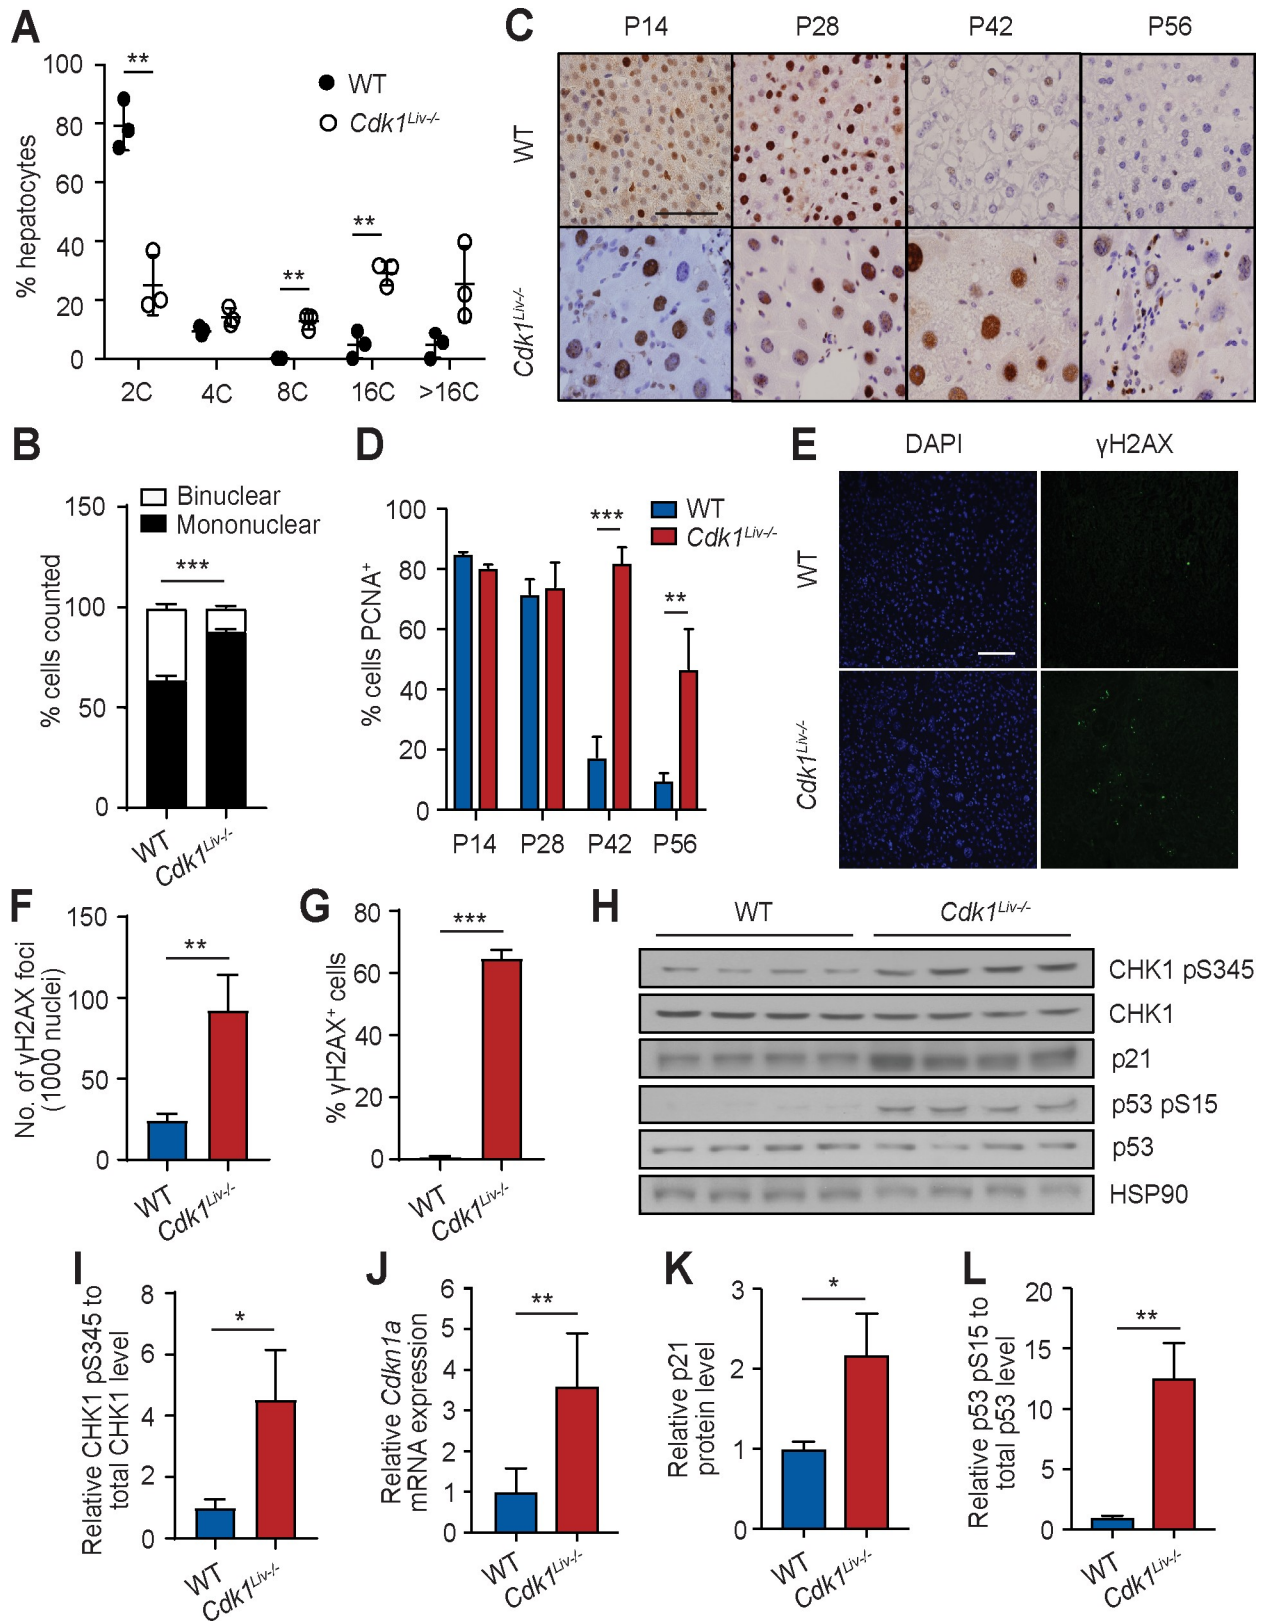 A
100
80
60
40
20
0
% hepatocytes
**
**
**
WT
Cdk1Liv-/-
2C 4C 8C 16C >16C
C
P14 P28 P42 P56
WT
Cdk1Liv-/-
B
150
100
50
0
% cells counted
Binuclear
Mononuclear
***
WT
Cdk1Liv-/-
D
100
80
60
40
20
0
% cells PCNA+
WT
Cdk1Liv-/-
***
**
P14 P28 P42 P56
E
DAPI γH2AX
WT
Cdk1Liv-/-
F
No. of γH2AX foci
(1000 nuclei)
150
100
50
0
**
WT
Cdk1Liv-/-
G
% γH2AX+ cells
80
60
40
20
0
***
WT
Cdk1Liv-/-
H
WT Cdk1Liv-/-
CHK1 pS345
CHK1
p21
p53 pS15
p53
HSP90
I
Relative CHK1 pS345 to
total CHK1 level
8
6
4
2
0
*
WT
Cdk1Liv-/-
J
Relative Cdkn1a
mRNA expression
6
5
4
3
2
1
0
**
WT
Cdk1Liv-/-
K
Relative p21
protein level
3
2
1
0
*
WT
Cdk1Liv-/-
L
Relative p53 pS15 to
total p53 level
20
15
10
5
0
**
WT
Cdk1Liv-/-